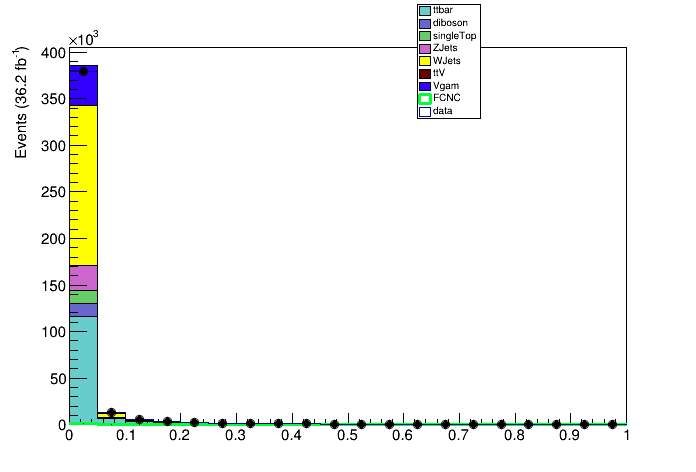 ttbar
diboson
singleTop
ZJets
WJets
ttV
Vgam
FCNC
data
×10³
Events (36.2 fb⁻¹)
400
350
300
250
200
150
100
50
0
0 0.1 0.2 0.3 0.4 0.5 0.6 0.7 0.8 0.9 1